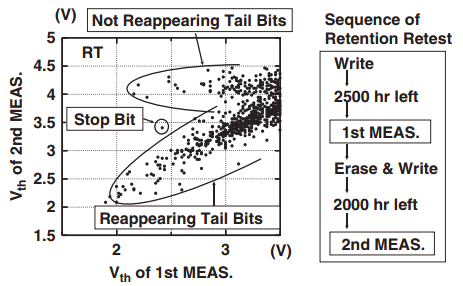 (V)
Not Reappearing Tail Bits
5
RT
4.5
4
Stop Bit
3.5
3
2.5
2
Reappearing Tail Bits
1.5
2
3
(V)
Vth of 1st MEAS.
Vth of 2nd MEAS.
Sequence of
Retention Retest
Write
2500 hr left
1st MEAS.
Erase & Write
2000 hr left
2nd MEAS.